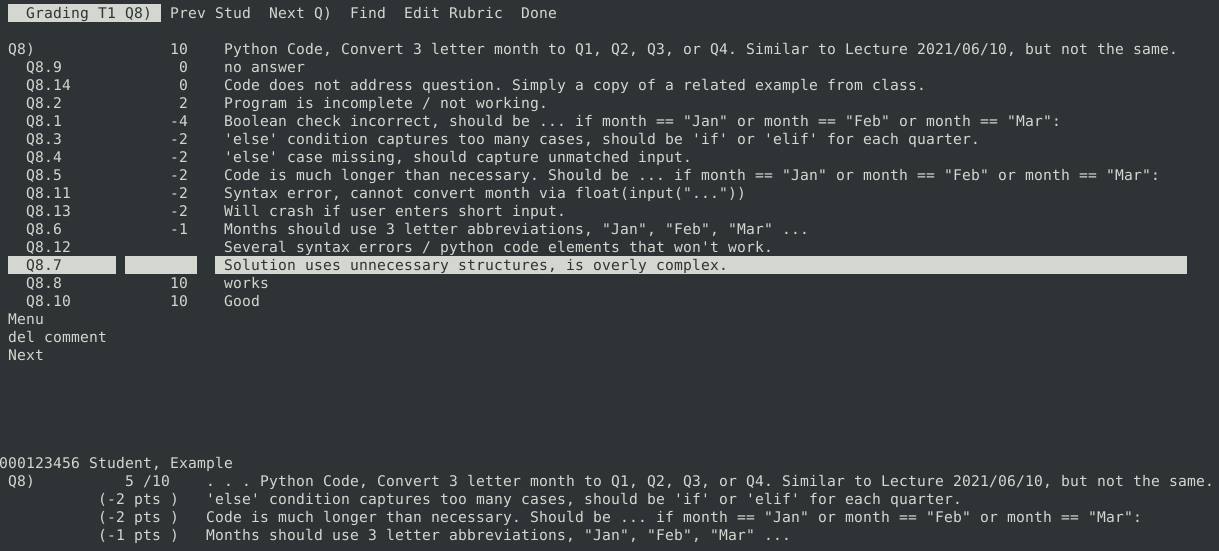 Grading T1 Q8) Prev Stud Next Q) Find Edit Rubric Done
Q8) 10 Python Code, Convert 3 letter month to Q1, Q2, Q3, or Q4. Similar to Lecture 2021/06/10, but not the same.
Q8.9 0 no answer
Q8.14 0 Code does not address question. Simply a copy of a related example from class.
Q8.2 2 Program is incomplete / not working.
Q8.1 -4 Boolean check incorrect, should be ... if month == "Jan" or month == "Feb" or month == "Mar":
Q8.3 -2 'else' condition captures too many cases, should be 'if' or 'elif' for each quarter.
Q8.4 -2 'else' case missing, should capture unmatched input.
Q8.5 -2 Code is much longer than necessary. Should be ... if month == "Jan" or month == "Feb" or month == "Mar":
Q8.11 -2 Syntax error, cannot convert month via float(input("..."))
Q8.13 -2 Will crash if user enters short input.
Q8.6 -1 Months should use 3 letter abbreviations, "Jan", "Feb", "Mar" ...
Q8.12 Several syntax errors / python code elements that won't work.
Q8.7 Solution uses unnecessary structures, is overly complex.
Q8.8 10 works
Q8.10 10 Good
Menu
del comment
Next
000123456 Student, Example
Q8) 5 /10 . . . Python Code, Convert 3 letter month to Q1, Q2, Q3, or Q4. Similar to Lecture 2021/06/10, but not the same.
(-2 pts ) 'else' condition captures too many cases, should be 'if' or 'elif' for each quarter.
(-2 pts ) Code is much longer than necessary. Should be ... if month == "Jan" or month == "Feb" or month == "Mar":
(-1 pts ) Months should use 3 letter abbreviations, "Jan", "Feb", "Mar" ...